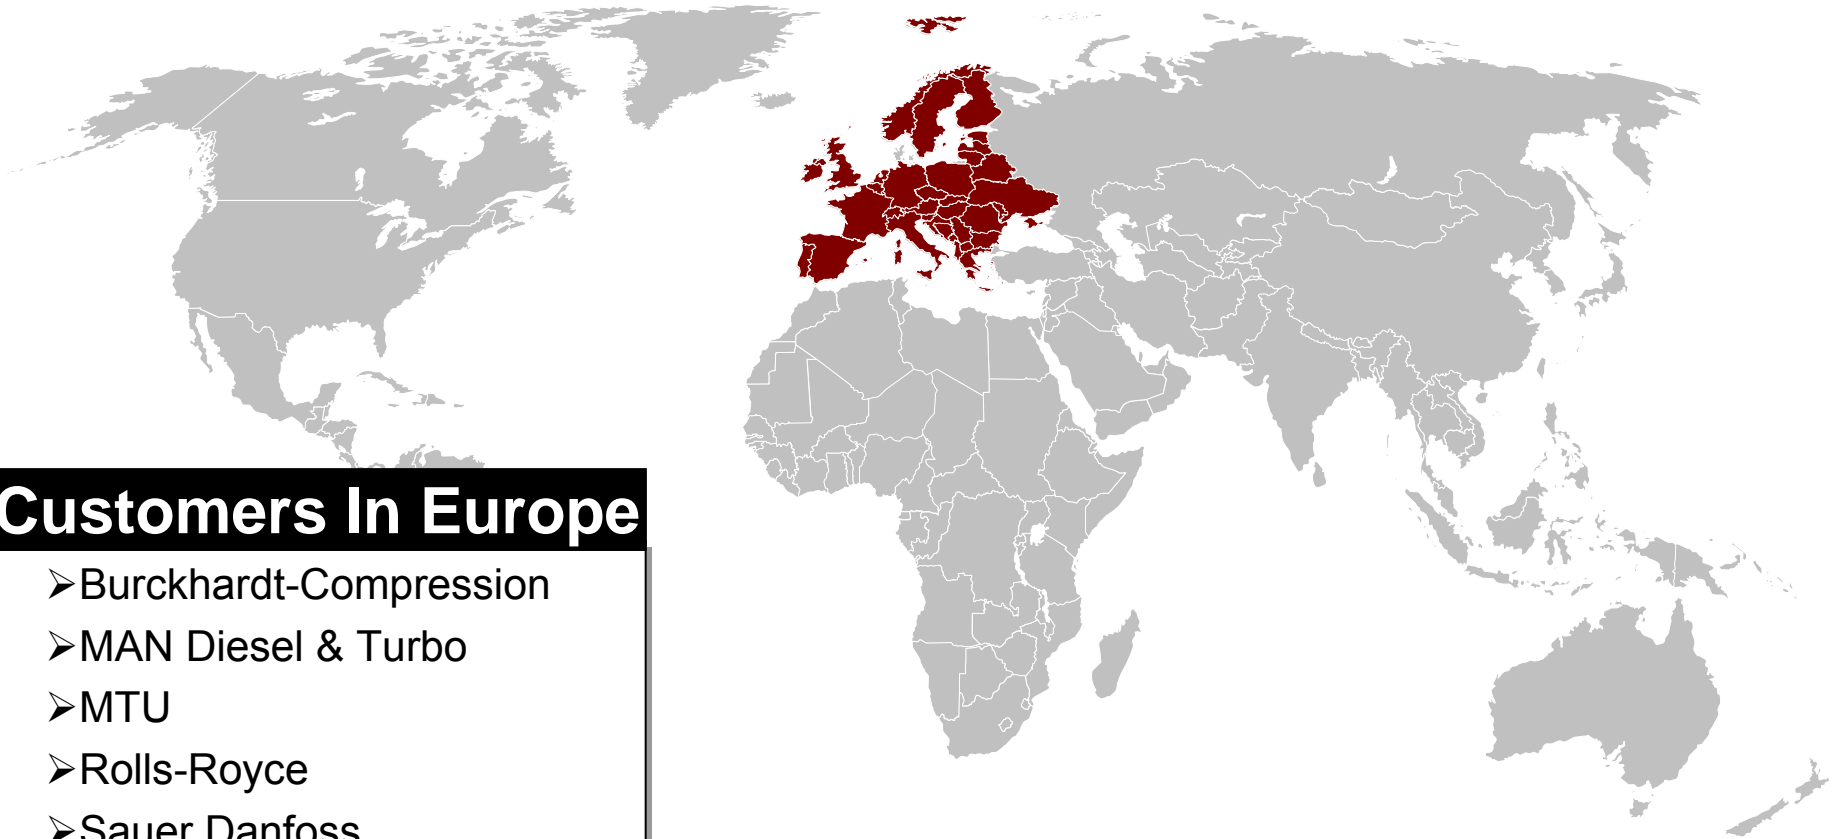 Customers In Europe
➢Burckhardt-Compression
➢MAN Diesel & Turbo
➢MTU
➢Rolls-Royce
➢Sauer Danfoss